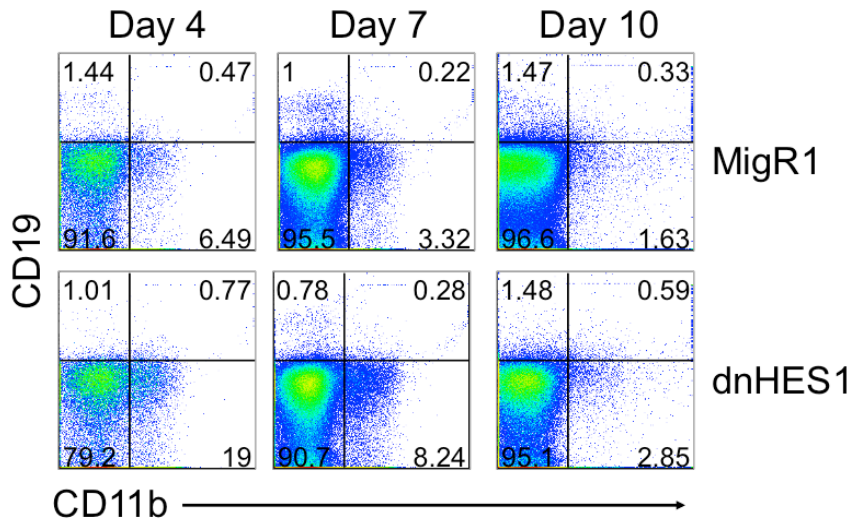 Day 4 Day 7 Day 10
1.44 0.47 1 0.22 1.47 0.33
MigR1
91.6 6.49 95.5 3.32 96.6 1.63
CD19
1.01 0.77 0.78 0.28 1.48 0.59
dnHES1
79.2 19 90.7 8.24 95.1 2.85
CD11b